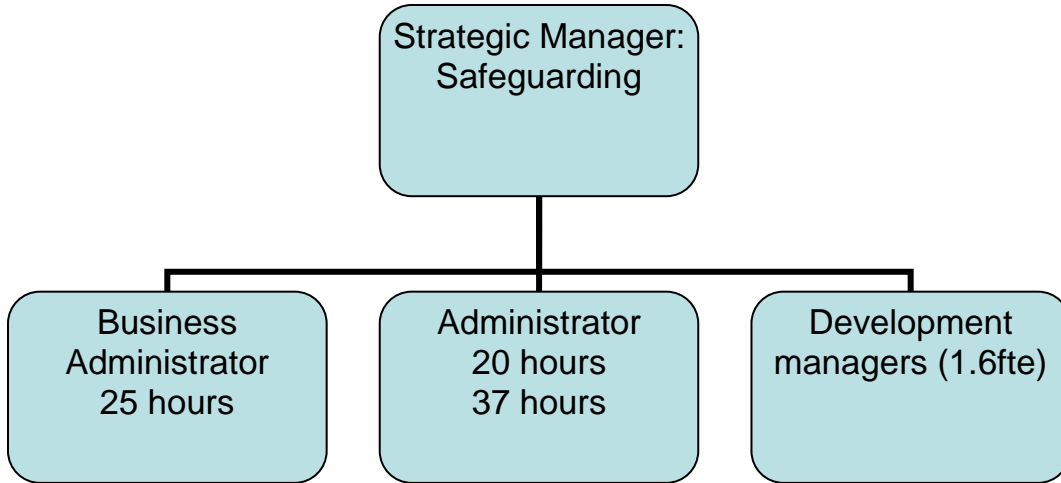 Strategic Manager:
Safeguarding
Business
Administrator
25 hours
Administrator
20 hours
37 hours
Development
managers (1.6fte)